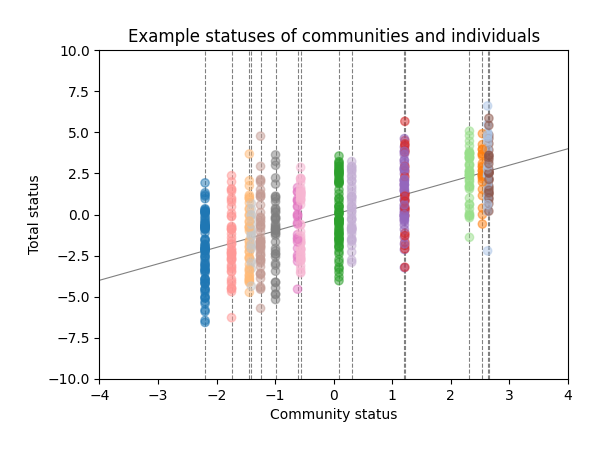 Example statuses of communities and individuals
10.0
7.5
5.0
2.5
0.0
−2.5
−5.0
−7.5
−10.0
Total status
−4 −3 −2 −1 0 1 2 3 4
Community status